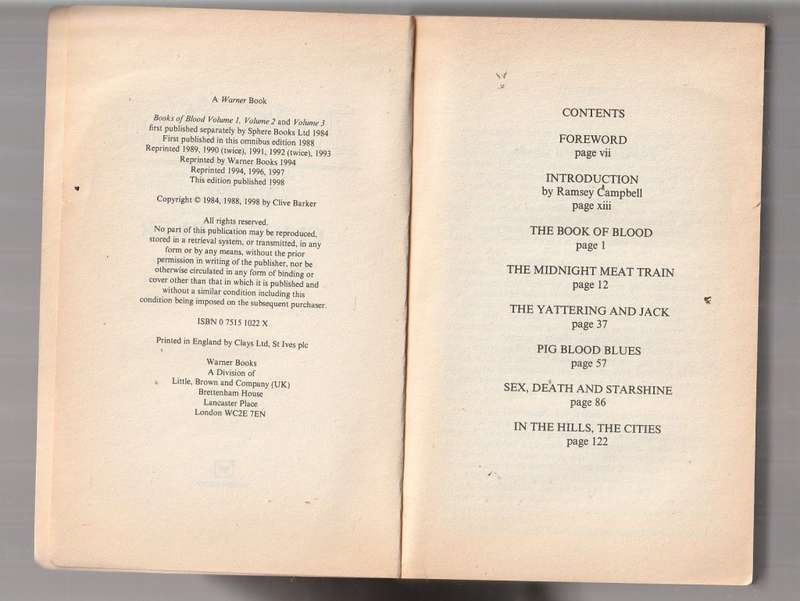 A Warner Book
Books of Blood Volume 1, Volume 2 and Volume 3
first published separately by Sphere Books Ltd 1984
First published in this omnibus edition 1988
Reprinted 1989, 1990 (twice), 1991, 1992 (twice), 1993
Reprinted by Warner Books 1994
Reprinted 1994, 1996, 1997
This edition published 1998
Copyright © 1984, 1988, 1998 by Clive Barker
All rights reserved.
No part of this publication may be reproduced,
stored in a retrieval system, or transmitted, in any
form or by any means, without the prior
permission in writing of the publisher, nor be
otherwise circulated in any form of binding or
cover other than that in which it is published and
without a similar condition including this
condition being imposed on the subsequent purchaser.
ISBN 0 7515 1022 X
Printed in England by Clays Ltd, St Ives plc
Warner Books
A Division of
Little, Brown and Company (UK)
Brettenham House
Lancaster Place
London WC2E 7EN
CONTENTS
FOREWORD
page vii
INTRODUCTION
by Ramsey Campbell
page xiii
THE BOOK OF BLOOD
page 1
THE MIDNIGHT MEAT TRAIN
page 12
THE YATTERING AND JACK
page 37
PIG BLOOD BLUES
page 57
SEX, DEATH AND STARSHINE
page 86
IN THE HILLS, THE CITIES
page 122